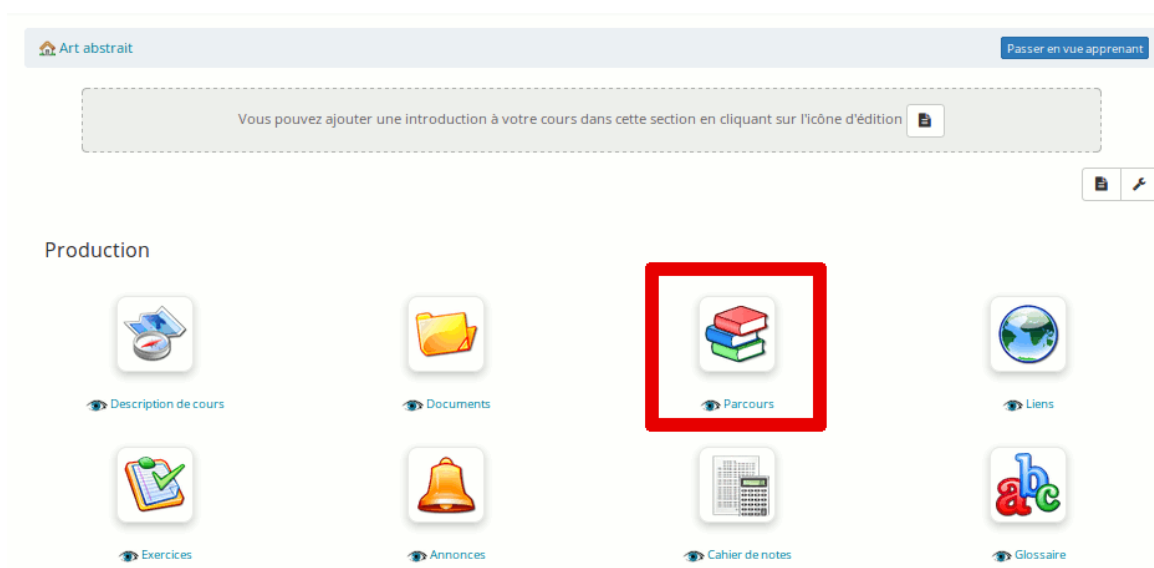 Art abstrait
Passer en vue apprenant
Vous pouvez ajouter une introduction à votre cours dans cette section en cliquant sur l'icône d'édition
Production
Description de cours
Documents
Parcours
Liens
abc
Exercices
Annonces
Cahier de notes
Glossaire